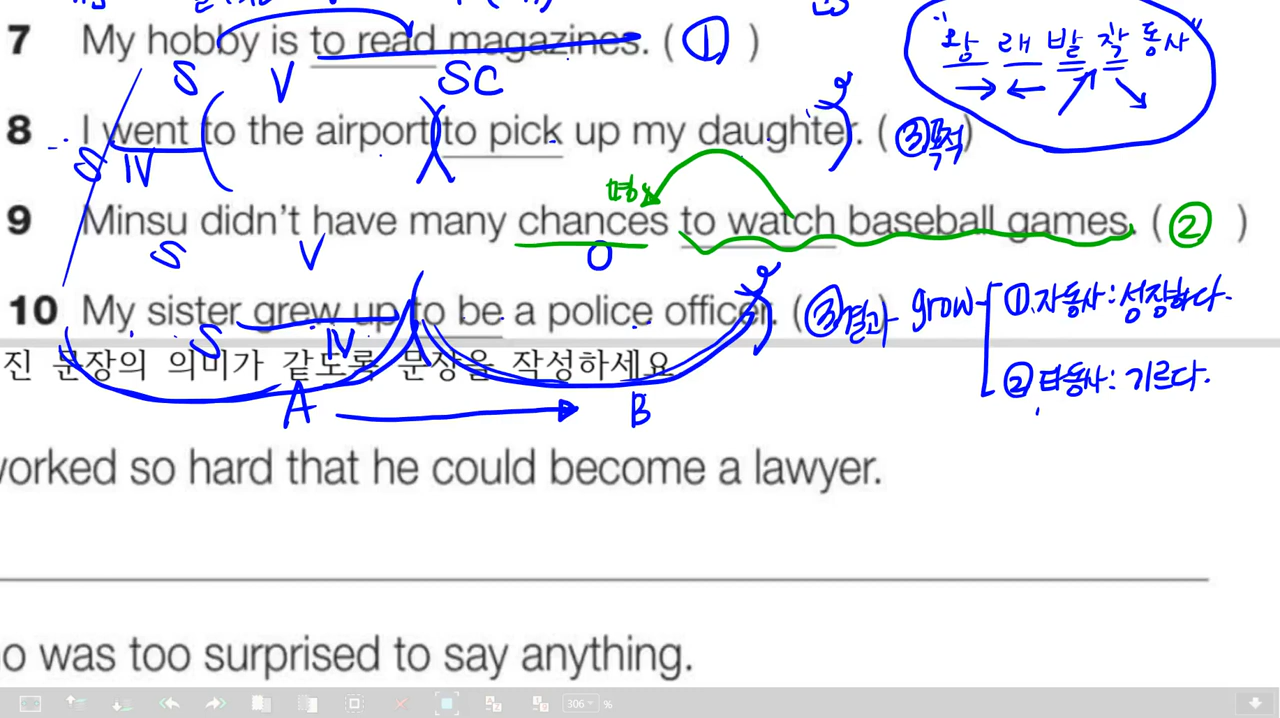 7 My hobby is to read magazines. ( ① )
S V SC
"왕 래 발 착 동사"
8 I went to the airport to pick up my daughter. ( ③목적 )
S IV
명
9 Minsu didn't have many chances to watch baseball games. ( ② )
S V O
10 My sister grew up to be a police officer. ( ③결과 )
S IV
grow ①.자동사:성장하다.
②타동사:기르다.
진 문장의 의미가 같도록 문장을 작성하세요
A B
worked so hard that he could become a lawyer.
o was too surprised to say anything.
306 %